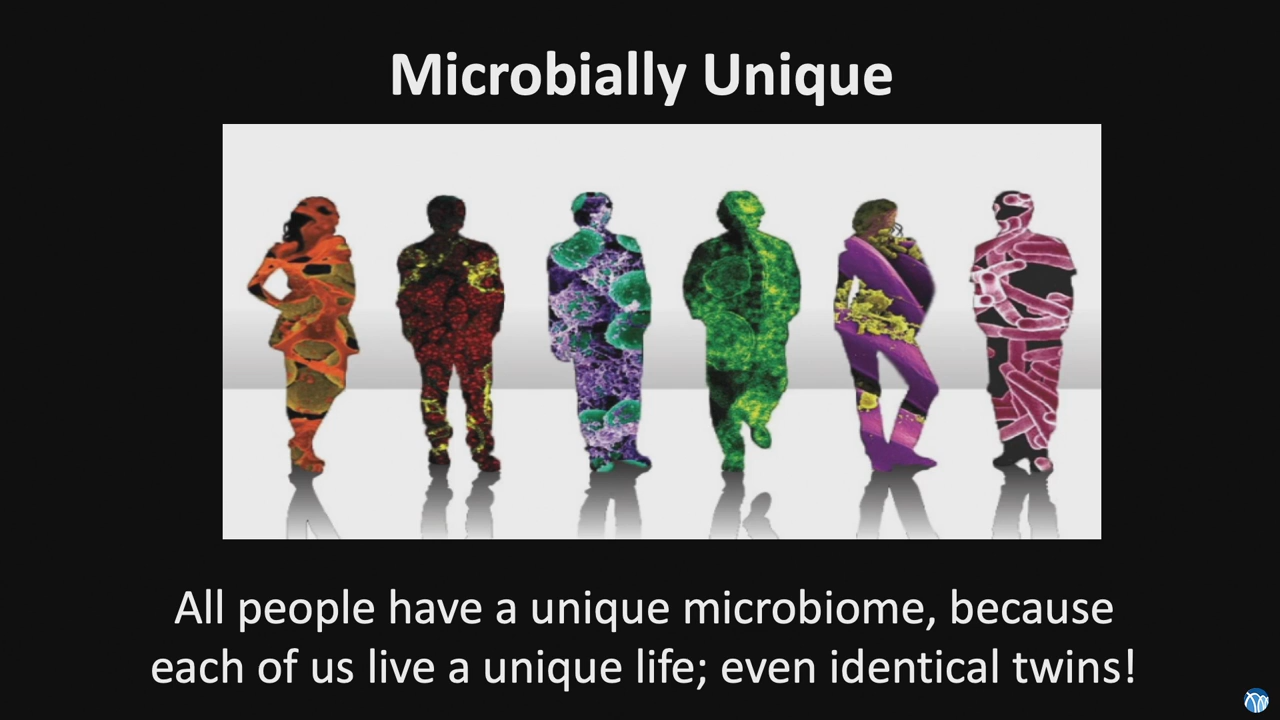 Microbially Unique
All people have a unique microbiome, because
each of us live a unique life; even identical twins!